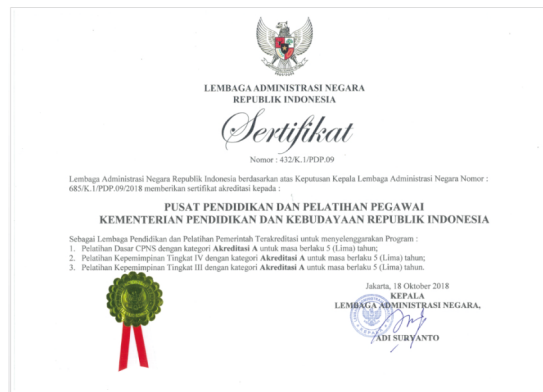 LEMBAGA ADMINISTRASI NEGARA
REPUBLIK INDONESIA
Sertifikat
Nomor : 432/K.1/PDP.09
Lembaga Administrasi Negara Republik Indonesia berdasarkan atas Keputusan Kepala Lembaga Administrasi Negara Nomor :
685/K.1/PDP.09/2018 memberikan sertifikat akreditasi kepada :
PUSAT PENDIDIKAN DAN PELATIHAN PEGAWAI
KEMENTERIAN PENDIDIKAN DAN KEBUDAYAAN REPUBLIK INDONESIA
Sebagai Lembaga Pendidikan dan Pelatihan Pemerintah Terakreditasi untuk menyelenggarakan Program :
1. Pelatihan Dasar CPNS dengan kategori Akreditasi A untuk masa berlaku 5 (Lima) tahun;
2. Pelatihan Kepemimpinan Tingkat IV dengan kategori Akreditasi A untuk masa berlaku 5 (Lima) tahun;
3. Pelatihan Kepemimpinan Tingkat III dengan kategori Akreditasi A untuk masa berlaku 5 (Lima) tahun.
Jakarta, 18 Oktober 2018
KEPALA
LEMBAGA ADMINISTRASI NEGARA,
ADI SURYANTO